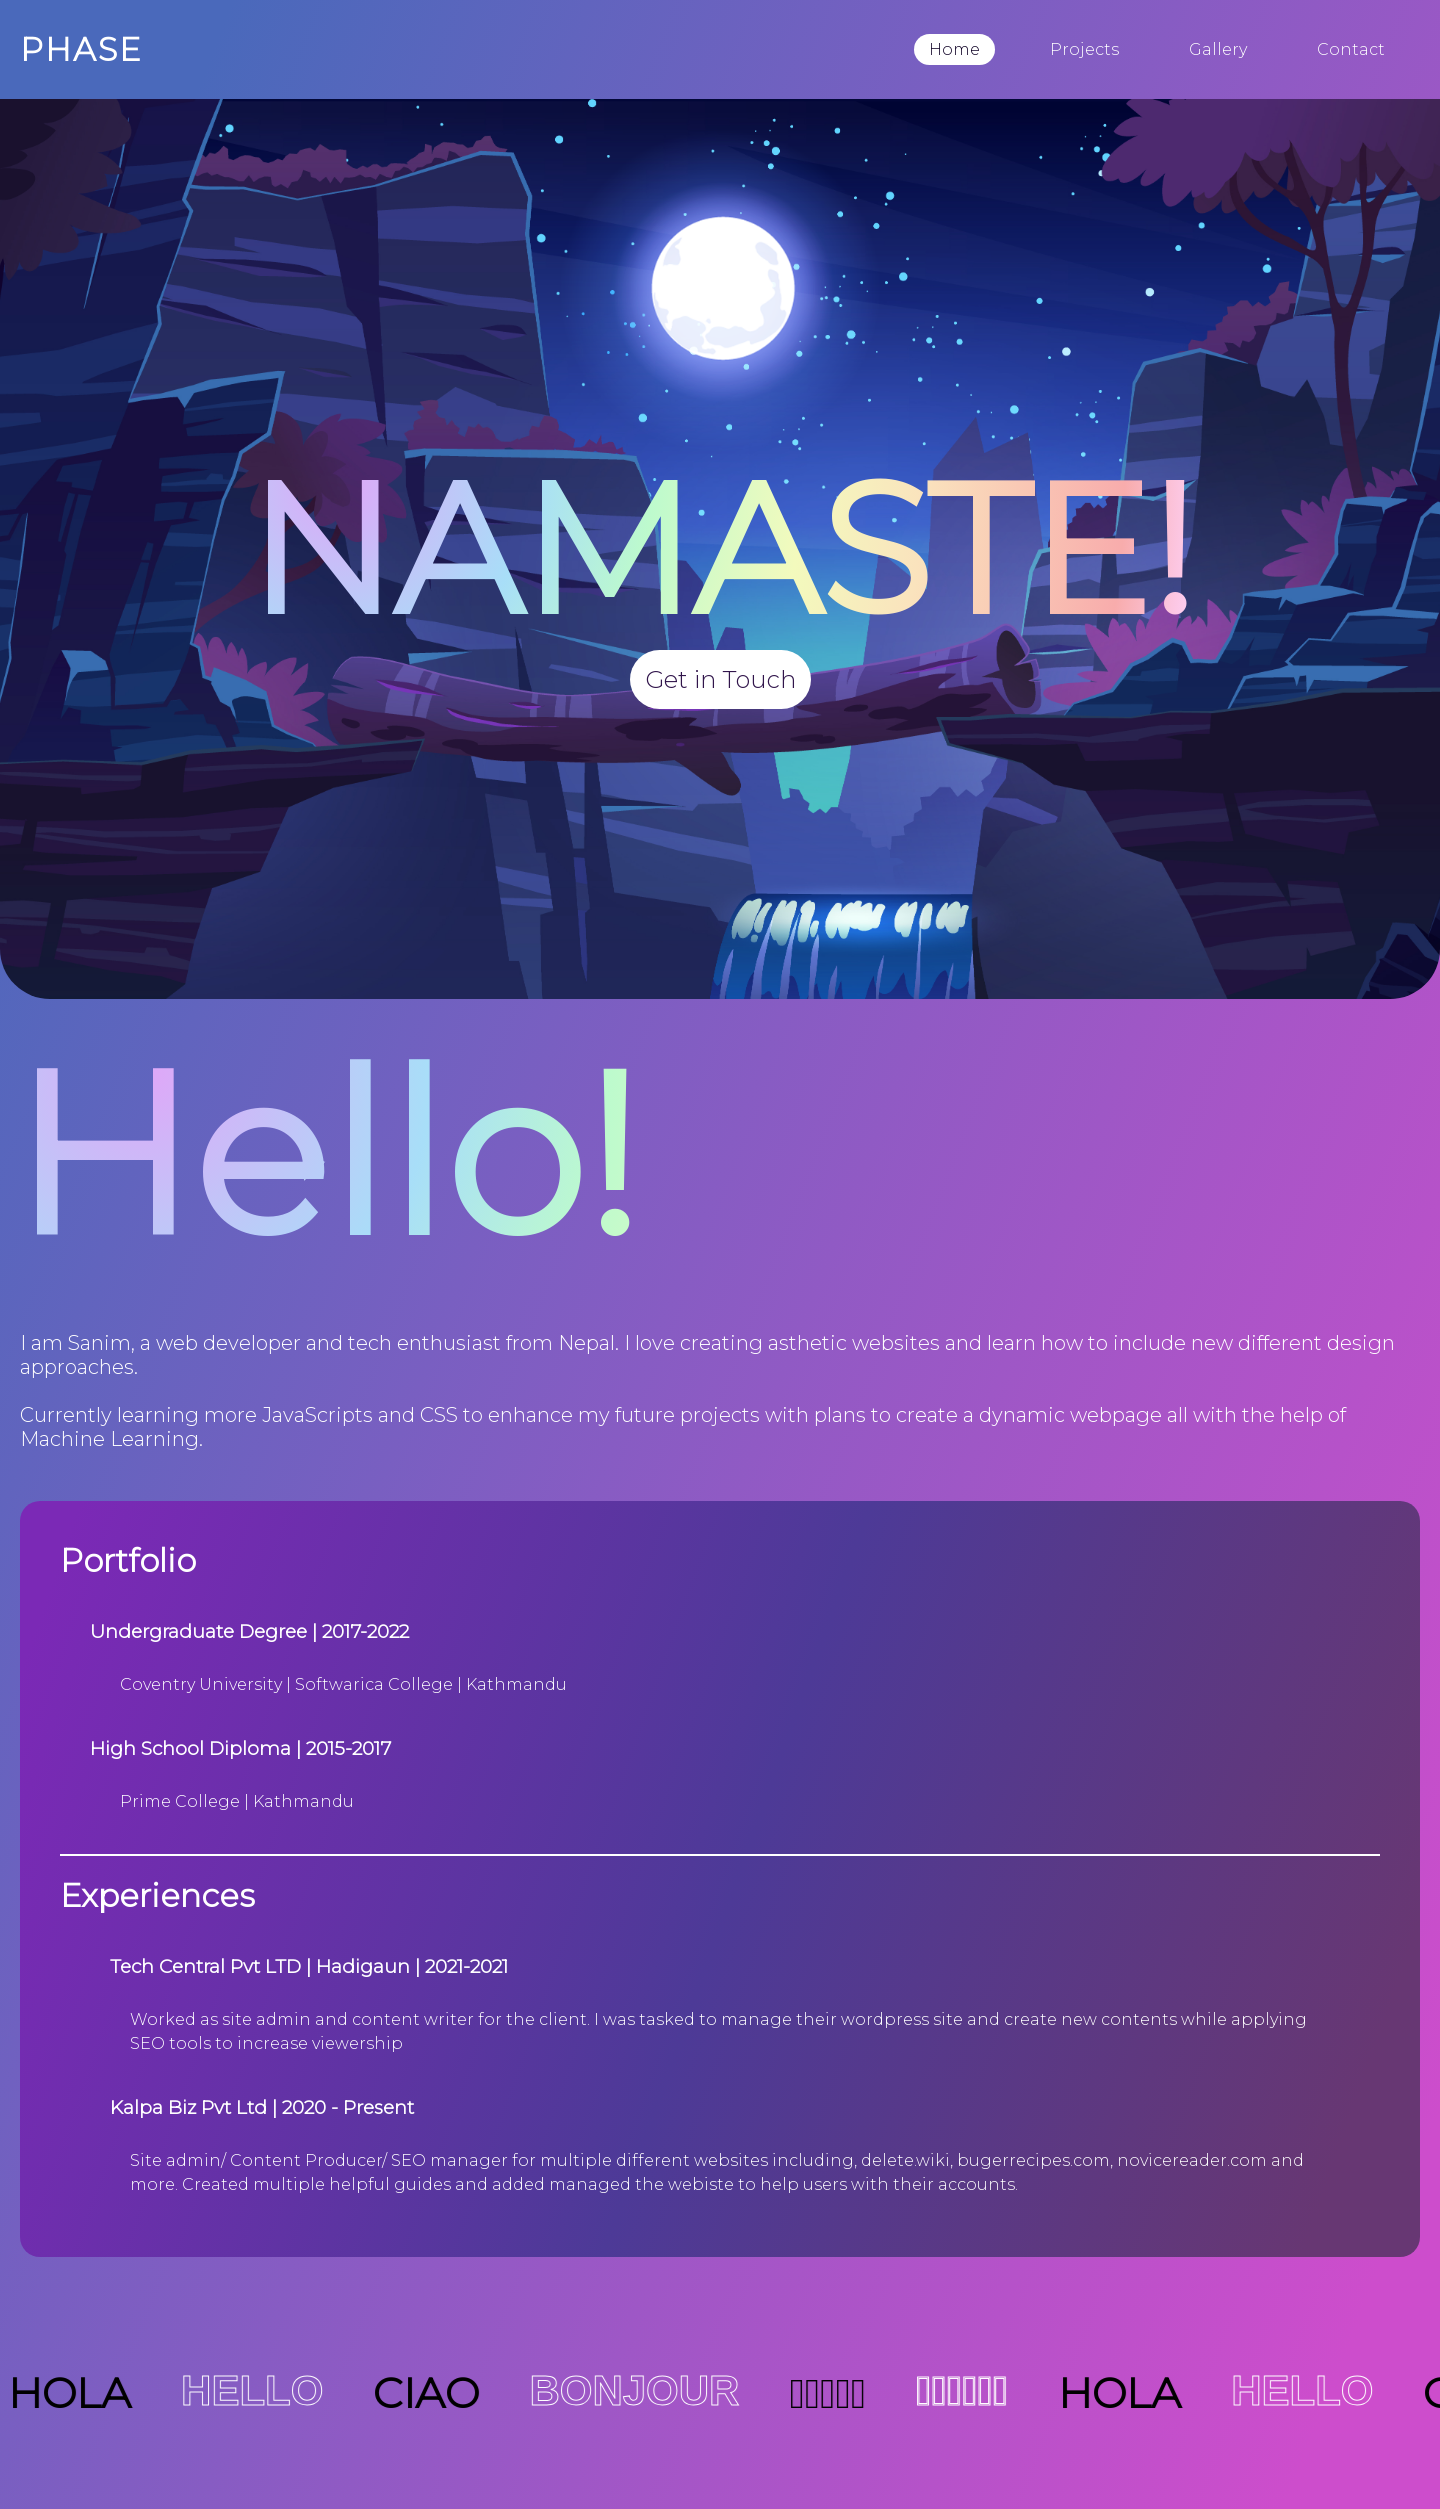 PHASE
Home Projects Gallery Contact
NAMASTE!
Get in Touch
Hello!
I am Sanim, a web developer and tech enthusiast from Nepal. I love creating asthetic websites and learn how to include new different design
approaches.
Currently learning more JavaScripts and CSS to enhance my future projects with plans to create a dynamic webpage all with the help of
Machine Learning.
Portfolio
Undergraduate Degree | 2017-2022
Coventry University | Softwarica College | Kathmandu
High School Diploma | 2015-2017
Prime College | Kathmandu
Experiences
Tech Central Pvt LTD | Hadigaun | 2021-2021
Worked as site admin and content writer for the client. I was tasked to manage their wordpress site and create new contents while applying
SEO tools to increase viewership
Kalpa Biz Pvt Ltd | 2020 - Present
Site admin/ Content Producer/ SEO manager for multiple different websites including, delete.wiki, bugerrecipes.com, novicereader.com and
more. Created multiple helpful guides and added managed the webiste to help users with their accounts.
HOLA HELLO CIAO BONJOUR HOLA HELLO